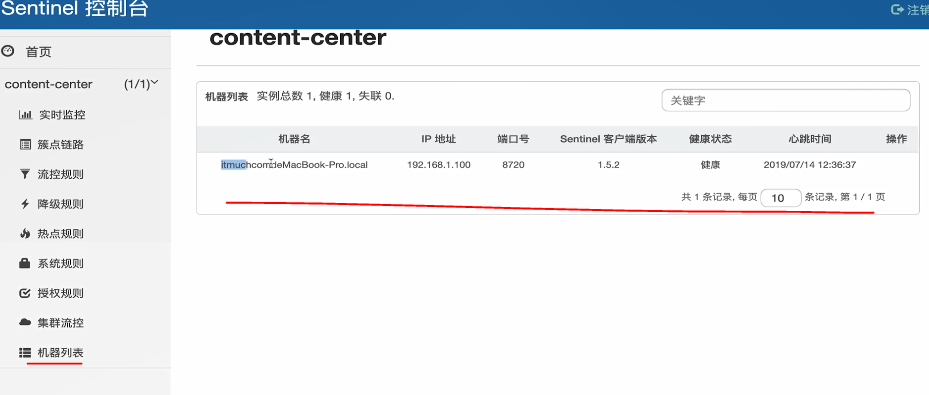 Sentinel 控制台
注销
首页
content-center (1/1)
实时监控
簇点链路
流控规则
降级规则
热点规则
系统规则
授权规则
集群流控
机器列表
content-center
机器列表 实例总数 1, 健康 1, 失联 0.
关键字
机器名 IP 地址 端口号 Sentinel 客户端版本 健康状态 心跳时间 操作
itmuchcomdeMacBook-Pro.local 192.168.1.100 8720 1.5.2 健康 2019/07/14 12:36:37
共 1 条记录, 每页 10 条记录, 第 1 / 1 页